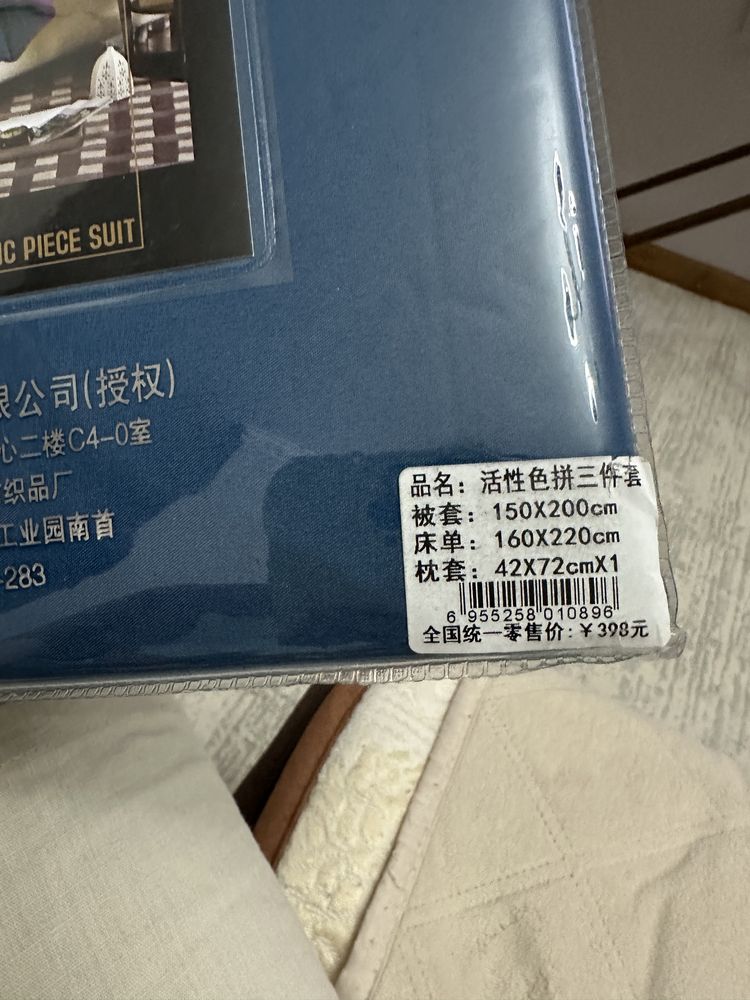 IC PIECE SUIT
限公司(授权)
心二楼C4-0室
织品厂
工业园南首
-283
品名: 活性色拼三件套
被套: 150X200cm
床单: 160X220cm
枕套: 42X72cmX1
6 955258 010896
全国统一零售价:￥398元